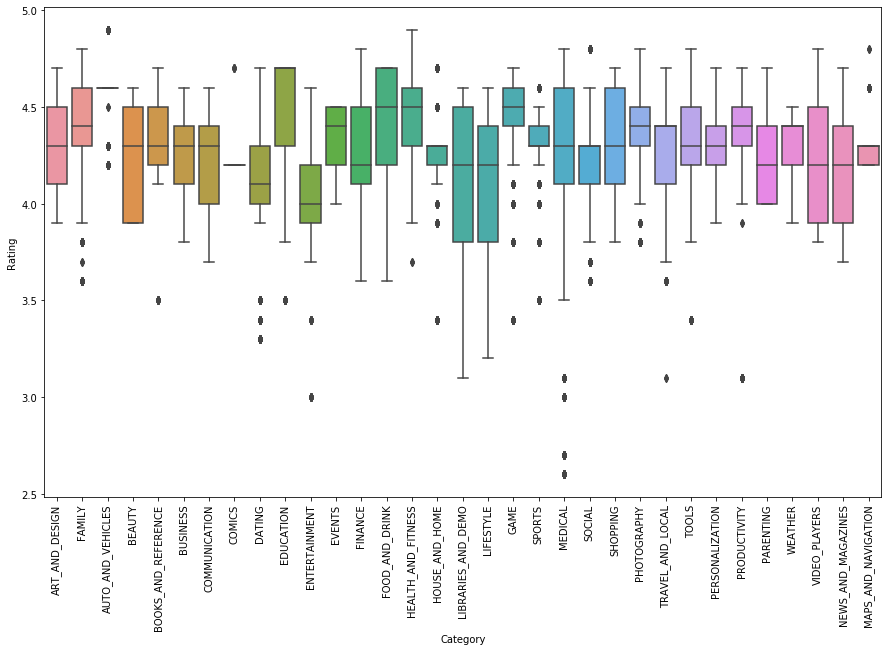 5.0
4.5
4.0
3.5
3.0
2.5
Rating
ART_AND_DESIGN
FAMILY
AUTO_AND_VEHICLES
BEAUTY
BOOKS_AND_REFERENCE
BUSINESS
COMMUNICATION
COMICS
DATING
EDUCATION
ENTERTAINMENT
EVENTS
FINANCE
FOOD_AND_DRINK
HEALTH_AND_FITNESS
HOUSE_AND_HOME
LIBRARIES_AND_DEMO
LIFESTYLE
GAME
SPORTS
MEDICAL
SOCIAL
SHOPPING
PHOTOGRAPHY
TRAVEL_AND_LOCAL
TOOLS
PERSONALIZATION
PRODUCTIVITY
PARENTING
WEATHER
VIDEO_PLAYERS
NEWS_AND_MAGAZINES
MAPS_AND_NAVIGATION
Category